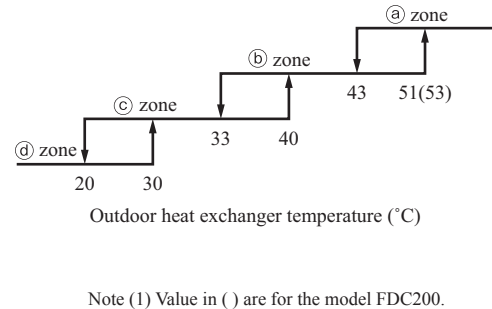 ⓐ zone
ⓑ zone
43 51(53)
ⓒ zone
33 40
ⓓ zone
20 30
Outdoor heat exchanger temperature (˚C)
Note (1) Value in ( ) are for the model FDC200.